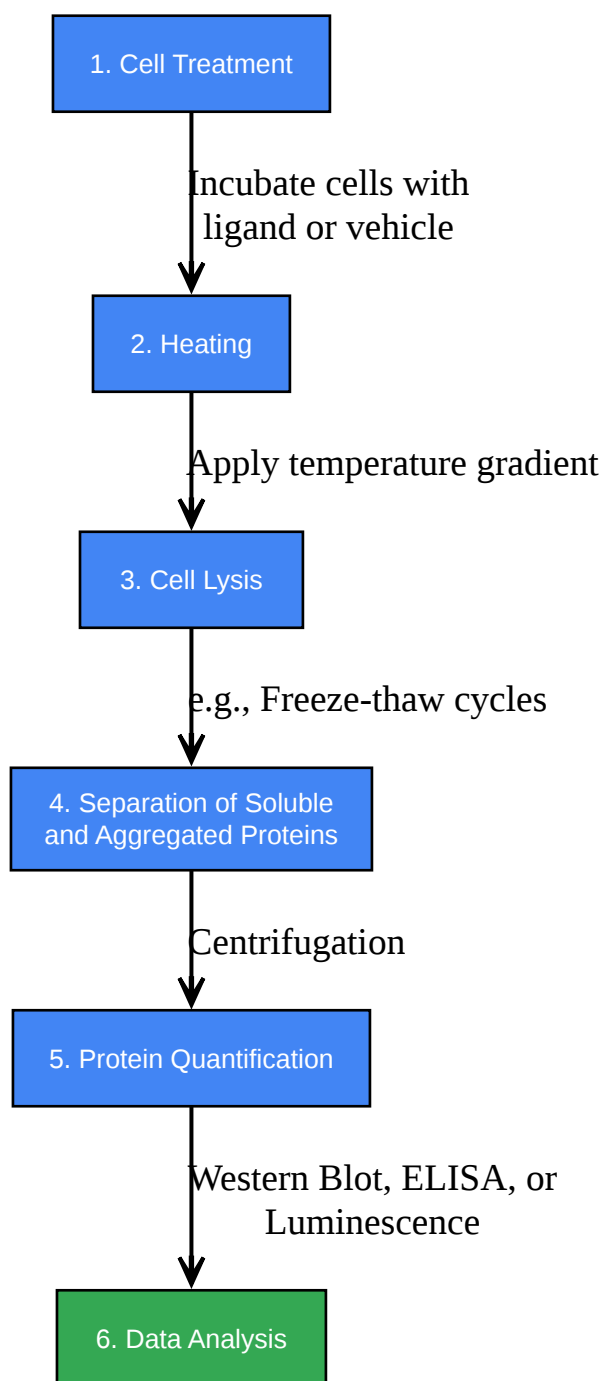 1. Cell Treatment
Incubate cells with
ligand or vehicle
2. Heating
Apply temperature gradient
3. Cell Lysis
e.g., Freeze-thaw cycles
4. Separation of Soluble
and Aggregated Proteins
Centrifugation
5. Protein Quantification
Western Blot, ELISA, or
Luminescence
6. Data Analysis